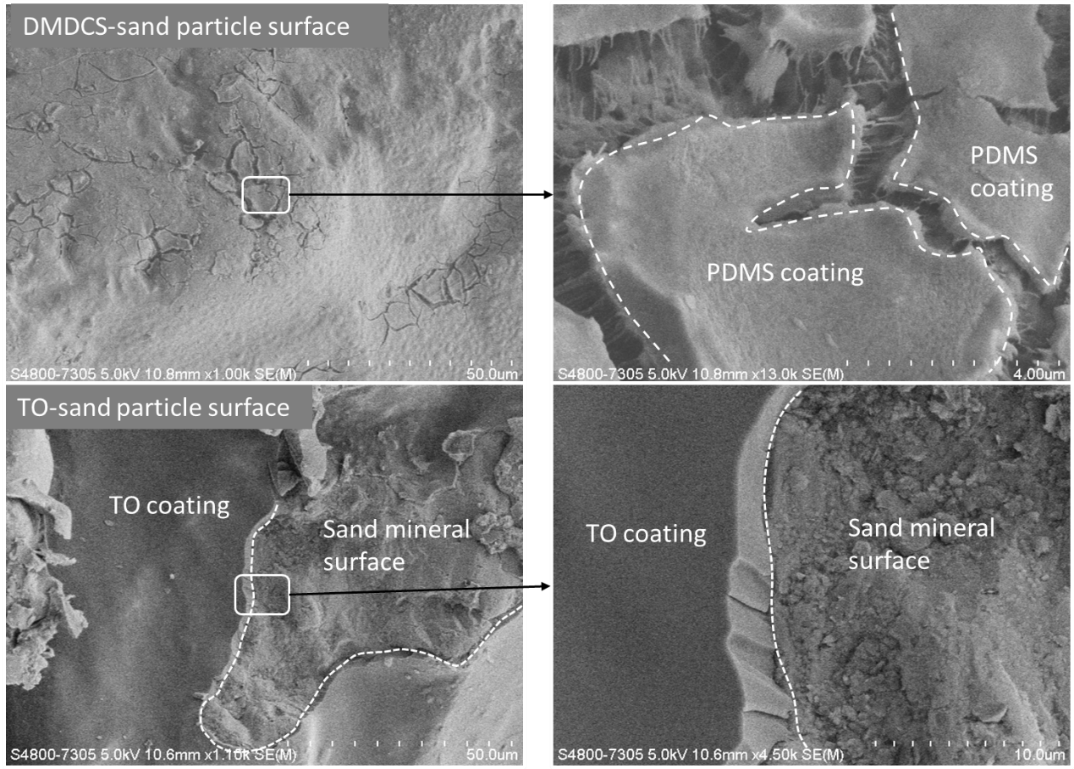 DMDCS-sand particle surface
S4800-7305 5.0kV 10.8mm x1.00k SE(M)
50.0um
PDMS
coating
PDMS coating
S4800-7305 5.0kV 10.8mm x13.0k SE(M)
4.00um
TO-sand particle surface
TO coating
Sand mineral
surface
S4800-7305 5.0kV 10.6mm x1.10k SE(M)
50.0um
TO coating
Sand mineral
surface
S4800-7305 5.0kV 10.6mm x4.50k SE(M)
10.0um